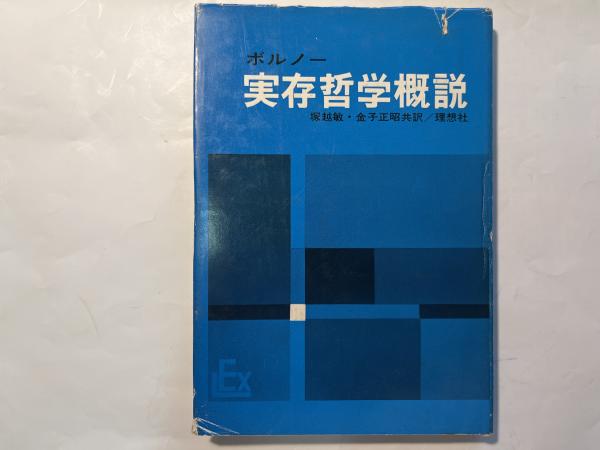 ボルノー
実存哲学概説
塚越敏・金子正昭共訳/理想社
LEx